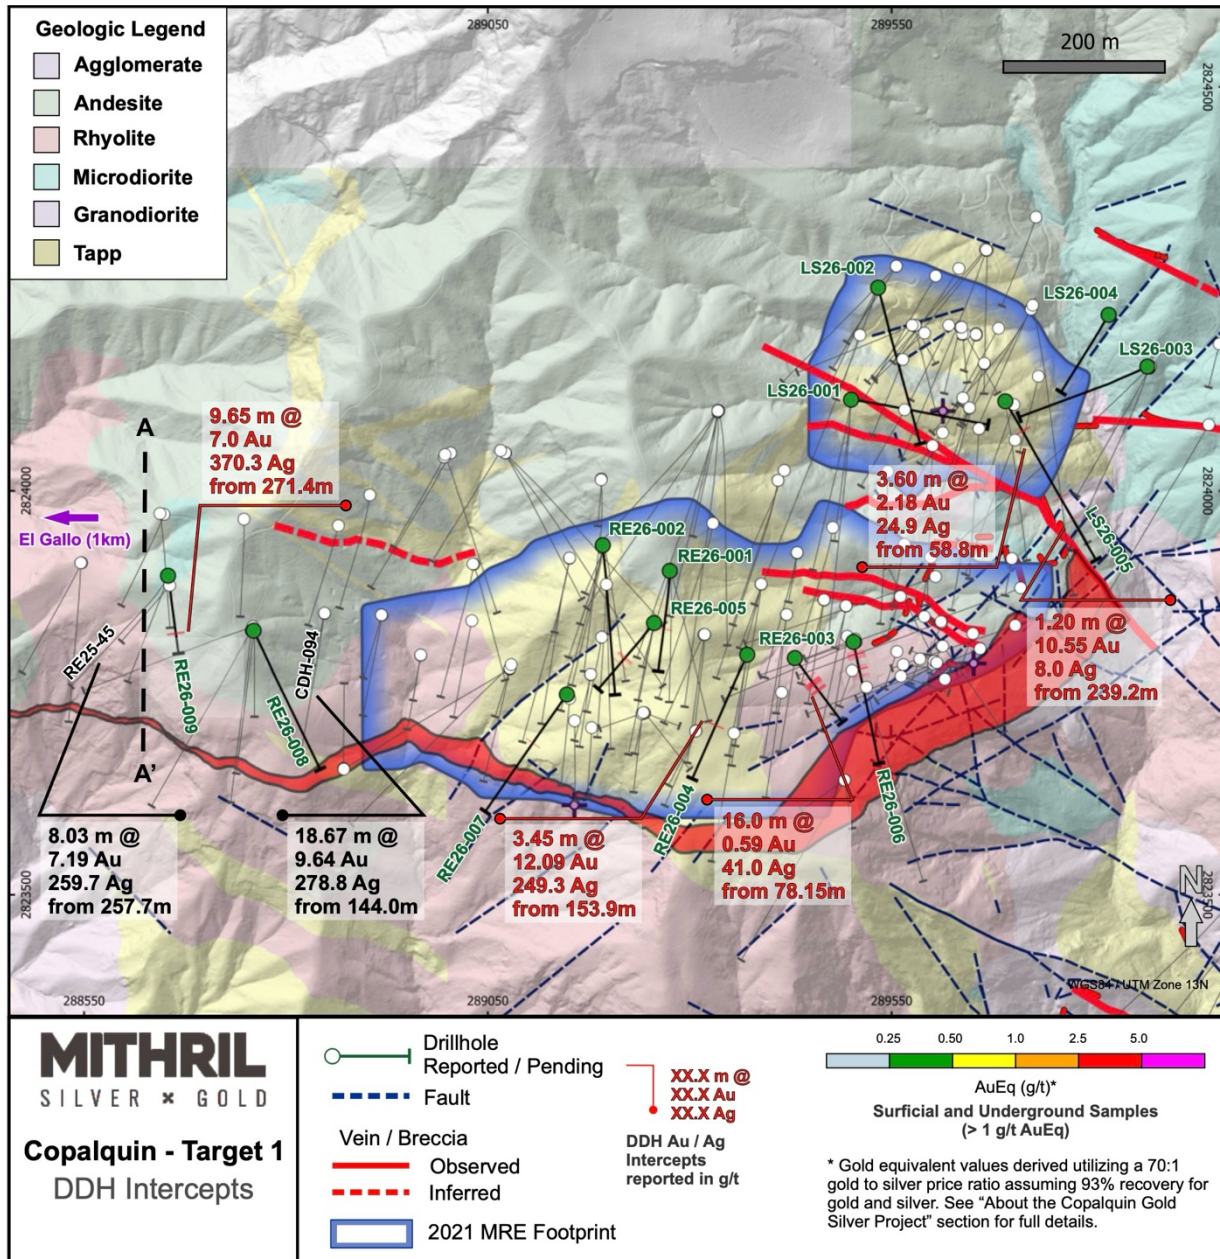 289050
289550
Geologic Legend
Agglomerate
Andesite
Rhyolite
Microdiorite
Granodiorite
Tapp
200 m
2824500
LS26-002
LS26-004
LS26-003
LS26-001
9.65 m @
7.0 Au
370.3 Ag
from 271.4m
A
2824000
El Gallo (1km)
3.60 m @
2.18 Au
24.9 Ag
from 58.8m
2824000
LS26-005
RE26-002
RE26-001
RE26-005
RE26-003
RE25-45
CDH-094
RE26-009
RE26-008
A'
1.20 m @
10.55 Au
8.0 Ag
from 239.2m
RE26-007
RE26-004
RE26-006
8.03 m @
7.19 Au
259.7 Ag
from 257.7m
18.67 m @
9.64 Au
278.8 Ag
from 144.0m
3.45 m @
12.09 Au
249.3 Ag
from 153.9m
16.0 m @
0.59 Au
41.0 Ag
from 78.15m
2823500
2823500
N
WGS84 / UTM Zone 13N
288550
289050
289550
MITHRIL
SILVER GOLD
Copalquin - Target 1
DDH Intercepts
Drillhole
Reported / Pending
Fault
Vein / Breccia
Observed
Inferred
2021 MRE Footprint
XX.X m @
XX.X Au
XX.X Ag
DDH Au / Ag
Intercepts
reported in g/t
0.25 0.50 1.0 2.5 5.0
AuEq (g/t)*
Surficial and Underground Samples
(> 1 g/t AuEq)
* Gold equivalent values derived utilizing a 70:1
gold to silver price ratio assuming 93% recovery for
gold and silver. See “About the Copalquin Gold
Silver Project” section for full details.